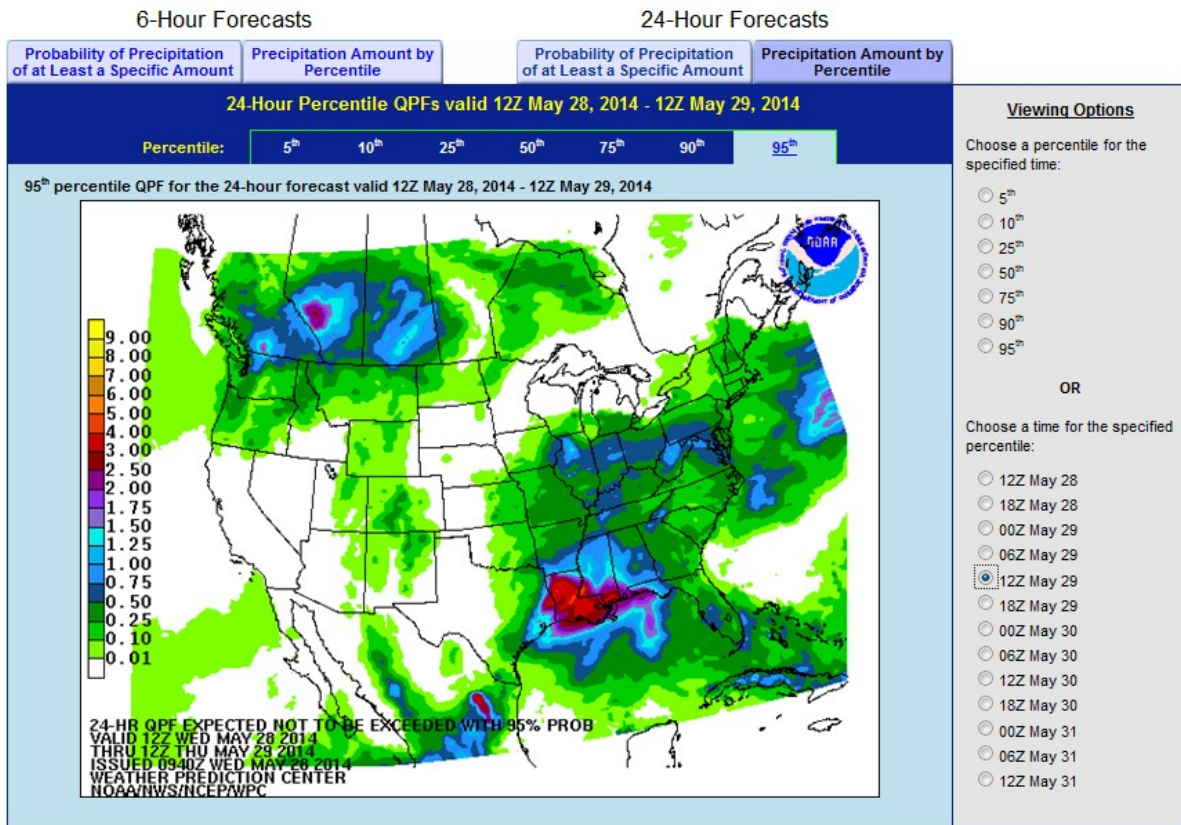 6-Hour Forecasts
24-Hour Forecasts
Probability of Precipitation
of at Least a Specific Amount
Precipitation Amount by
Percentile
Probability of Precipitation
of at Least a Specific Amount
Precipitation Amount by
Percentile
24-Hour Percentile QPFs valid 12Z May 28, 2014 - 12Z May 29, 2014
Percentile: 5th 10th 25th 50th 75th 90th 95th
95th percentile QPF for the 24-hour forecast valid 12Z May 28, 2014 - 12Z May 29, 2014
NOAA
9.00
8.00
7.00
6.00
5.00
4.00
3.00
2.50
2.00
1.75
1.50
1.25
1.00
0.75
0.50
0.25
0.10
0.01
24-HR QPF EXPECTED NOT TO BE EXCEEDED WITH 95% PROB
VALID 12Z WED MAY 28 2014
THRU 12Z THU MAY 29 2014
ISSUED 0940Z WED MAY 28 2014
WEATHER PREDICTION CENTER
NOAA/NWS/NCEP/WPC
Viewing Options
Choose a percentile for the
specified time:
5th
10th
25th
50th
75th
90th
95th
OR
Choose a time for the specified
percentile:
12Z May 28
18Z May 28
00Z May 29
06Z May 29
12Z May 29
18Z May 29
00Z May 30
06Z May 30
12Z May 30
18Z May 30
00Z May 31
06Z May 31
12Z May 31